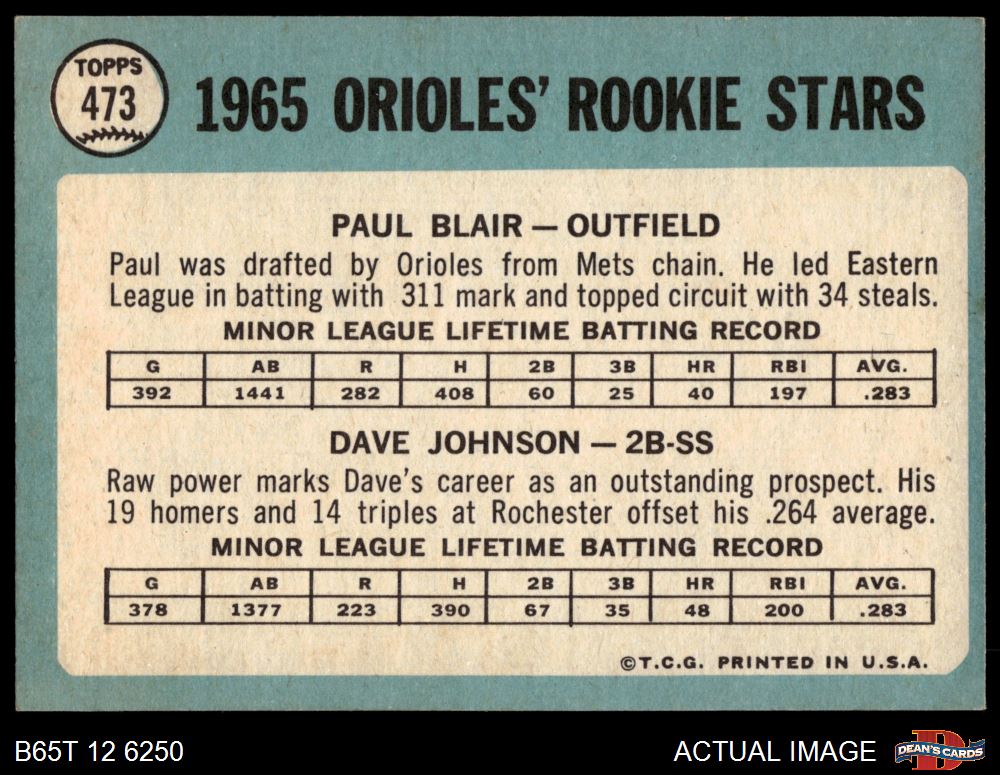 TOPPS
473
1965 ORIOLES' ROOKIE STARS
PAUL BLAIR — OUTFIELD
Paul was drafted by Orioles from Mets chain. He led Eastern
League in batting with 311 mark and topped circuit with 34 steals.
MINOR LEAGUE LIFETIME BATTING RECORD
G AB R H 2B 3B HR RBI AVG.
392 1441 282 408 60 25 40 197 .283
DAVE JOHNSON — 2B-SS
Raw power marks Dave's career as an outstanding prospect. His
19 homers and 14 triples at Rochester offset his .264 average.
MINOR LEAGUE LIFETIME BATTING RECORD
G AB R H 2B 3B HR RBI AVG.
378 1377 223 390 67 35 48 200 .283
©T.C.G. PRINTED IN U.S.A.
B65T 12 6250
ACTUAL IMAGE
D
DEAN'S CARDS